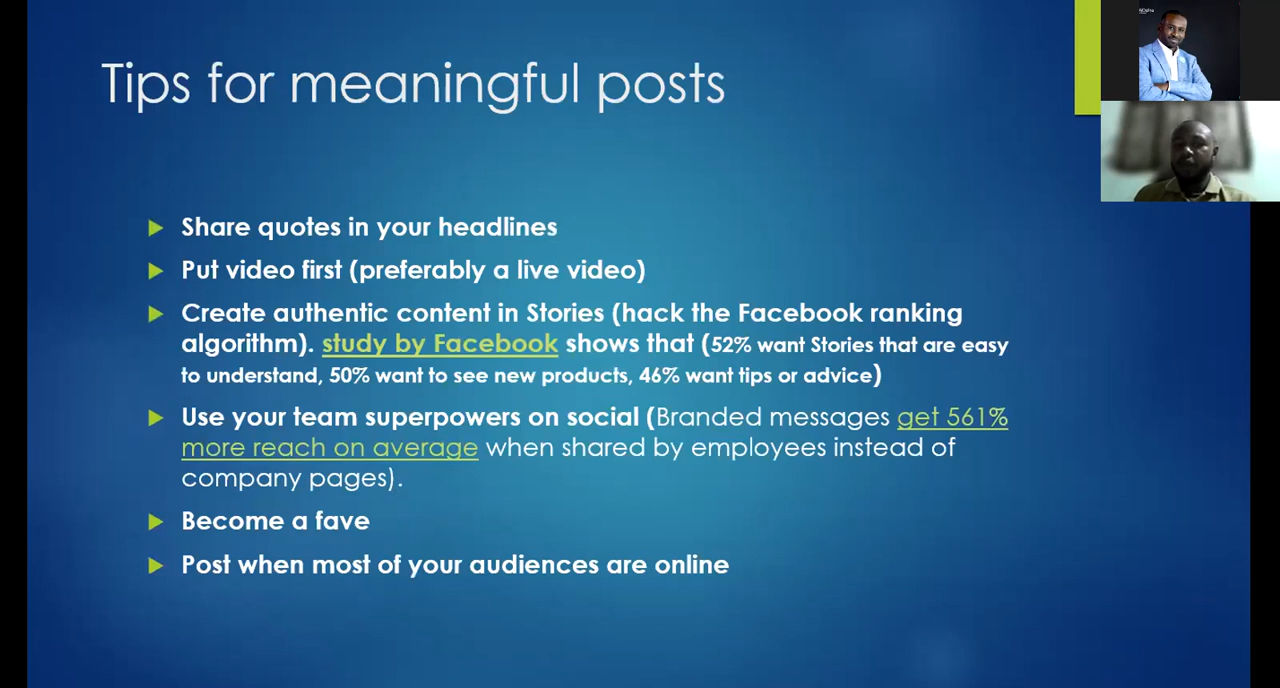 Tips for meaningful posts
Share quotes in your headlines
Put video first (preferably a live video)
Create authentic content in Stories (hack the Facebook ranking
algorithm). study by Facebook shows that (52% want Stories that are easy
to understand, 50% want to see new products, 46% want tips or advice)
Use your team superpowers on social (Branded messages get 561%
more reach on average when shared by employees instead of
company pages).
Become a fave
Post when most of your audiences are online